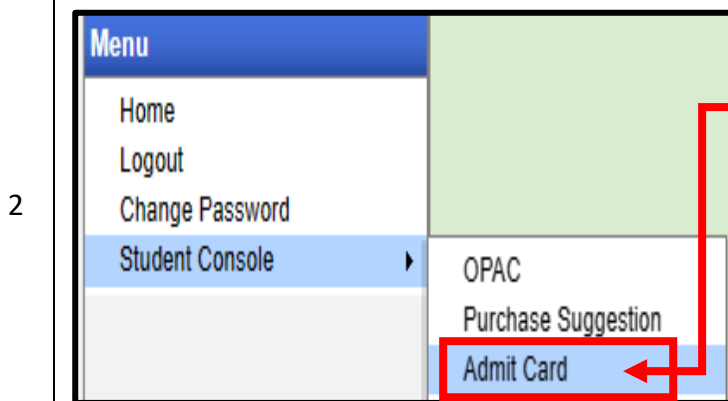 2
Menu
Home
Logout
Change Password
Student Console
OPAC
Purchase Suggestion
Admit Card